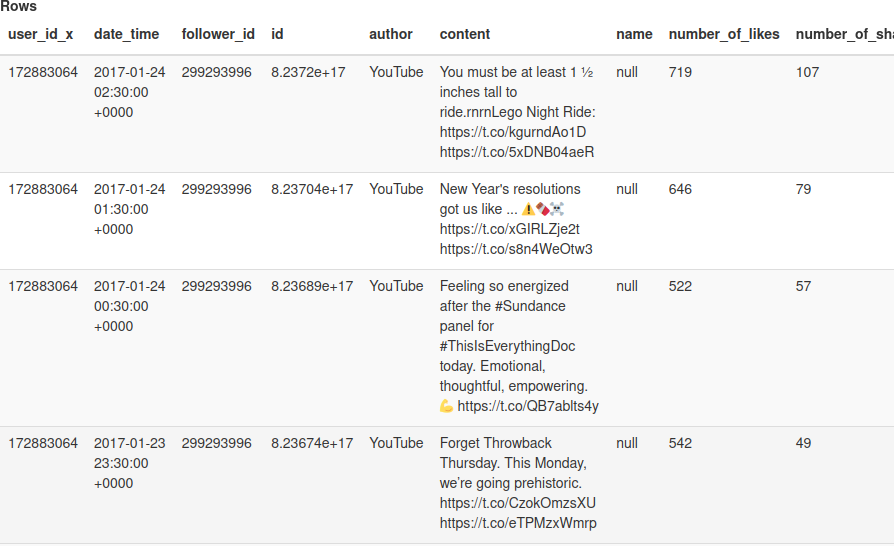 Rows
user_id_x date_time follower_id id author content name number_of_likes number_of_sha
172883064 2017-01-24 299293996 8.2372e+17 YouTube You must be at least 1 ½ null 719 107
02:30:00 inches tall to
+0000 ride.rnrnLego Night Ride:
https://t.co/kgurndAo1D
https://t.co/5xDNB04aeR
172883064 2017-01-24 299293996 8.23704e+17 YouTube New Year's resolutions null 646 79
01:30:00 got us like ... ⚠️🍫☠️
+0000 https://t.co/xGIRLZje2t
https://t.co/s8n4WeOtw3
172883064 2017-01-24 299293996 8.23689e+17 YouTube Feeling so energized null 522 57
00:30:00 after the #Sundance
+0000 panel for
#ThisIsEverythingDoc
today. Emotional,
thoughtful, empowering.
💪 https://t.co/QB7ablts4y
172883064 2017-01-23 299293996 8.23674e+17 YouTube Forget Throwback null 542 49
23:30:00 Thursday. This Monday,
+0000 we're going prehistoric.
https://t.co/CzokOmzsXU
https://t.co/eTPMzxWmrp